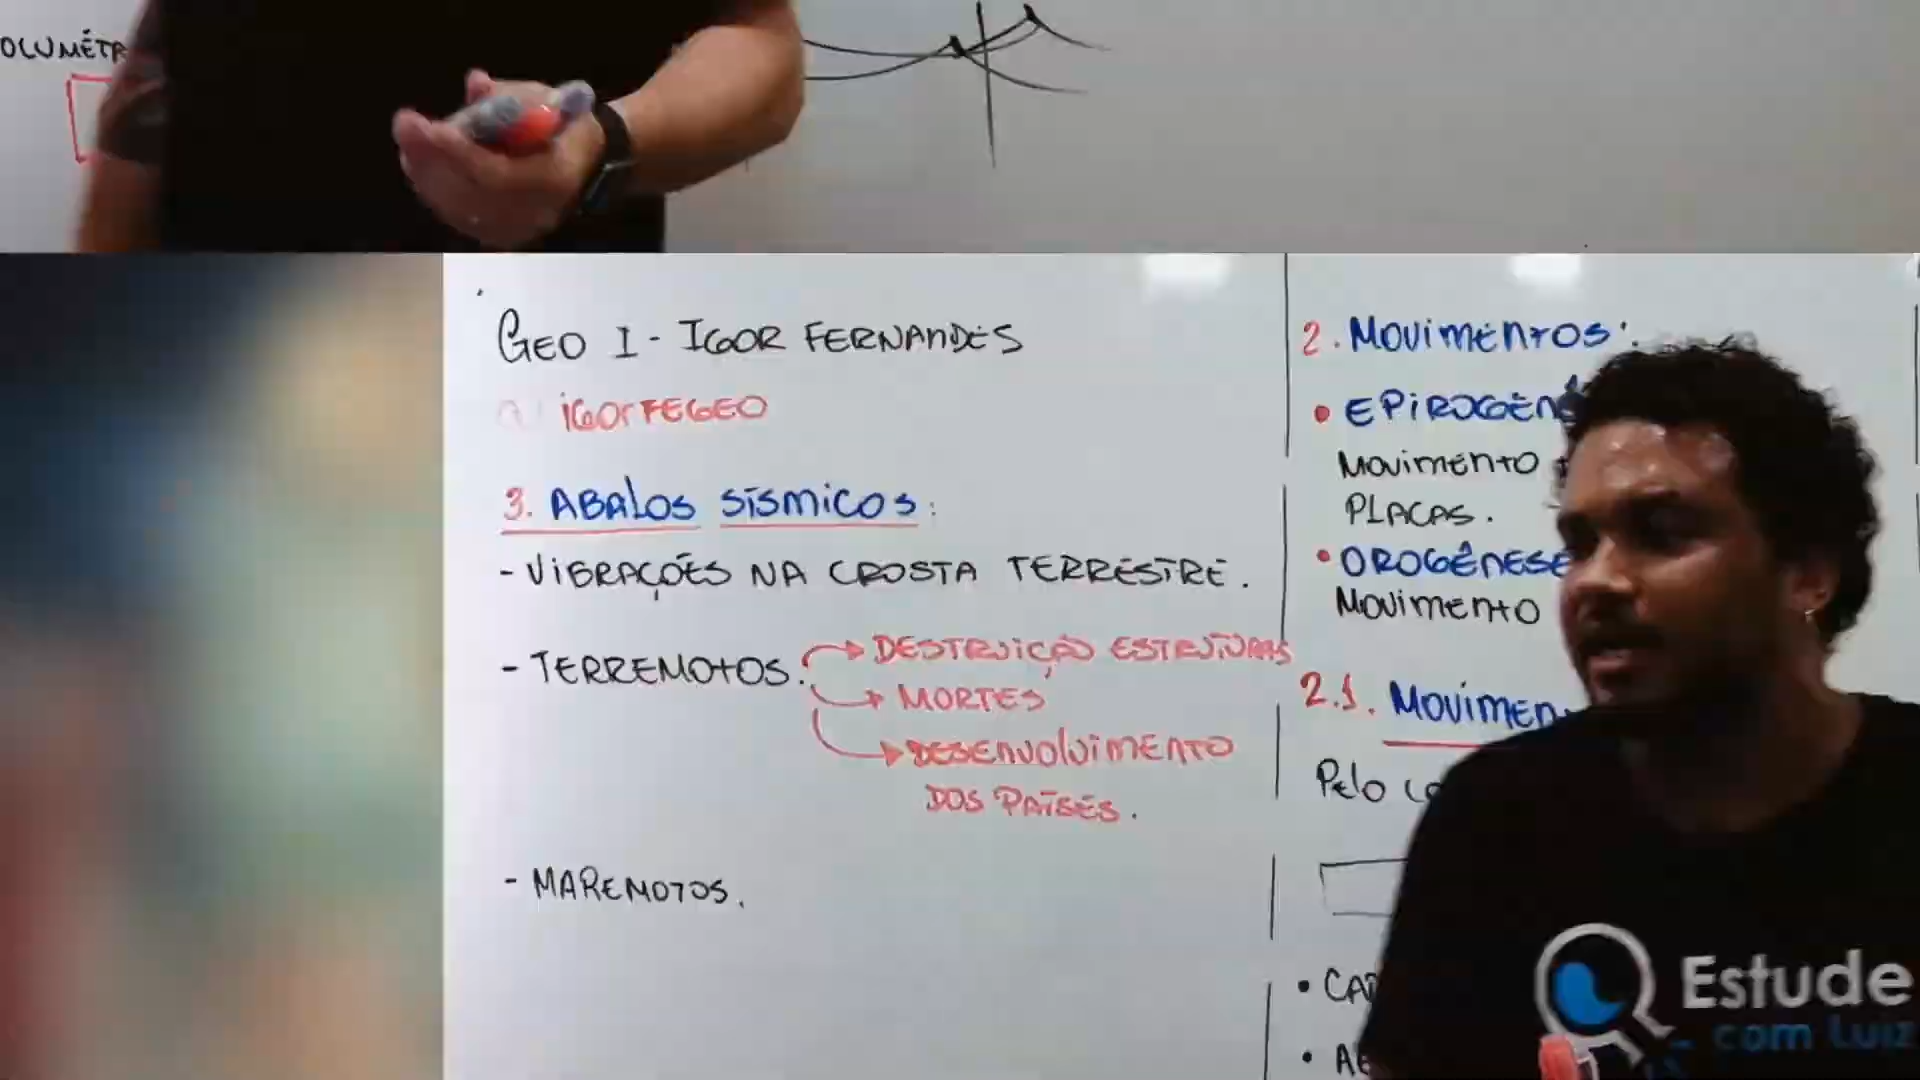 OLUMÉTR
GEO I - IGOR FERNANDES
IGOrFEGEO
3. ABALOS SÍSMICOS:
- VIBRAÇÕES NA CROSTA TERRESTRE.
- TERREMOTOS.
DESTRUIÇÃO ESTRUTURAS
MORTES
DESENVOLVIMENTO
DOS PAÍSES.
- MAREMOTOS.
2. MOVIMENTOS:
• EPIROGÊN
MOVIMENTO
PLACAS.
• OROGÊNESE
MOVIMENTO
2.1. MOVIMEN
Pelo
• CA
• A
Estude
com Luiz